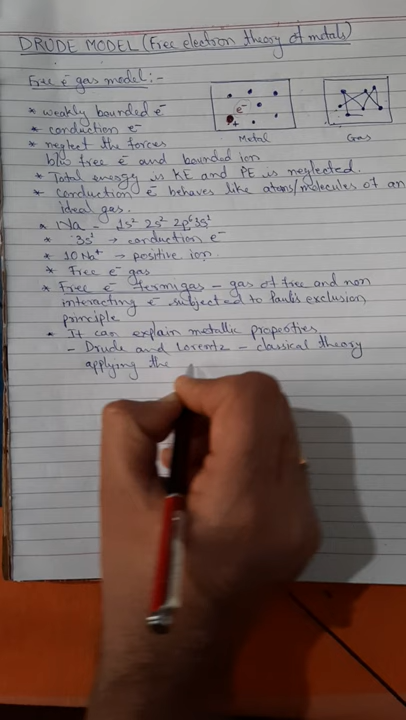 DRUDE MODEL (Free electron theory of metals)
Free e⁻ gas model:-
* weakly bounded e⁻
* conduction e⁻
* neglect the forces
b/w free e⁻ and bounded ion
e⁻
+
Metal
Gas
* Total energy is KE and PE is neglected.
* Conduction e⁻ behaves like atoms/molecules of an
ideal gas.
* Na - 1s² 2s² 2p⁶ 3s¹
* 3s¹ → conduction e⁻
* 10 Na⁺ → positive ion
* Free e⁻ gas
* Free e⁻ fermi gas - gas of free and non
interacting e⁻ subjected to Pauli's exclusion
principle
* It can explain metallic properties
- Drude and Lorentz - classical theory
applying the